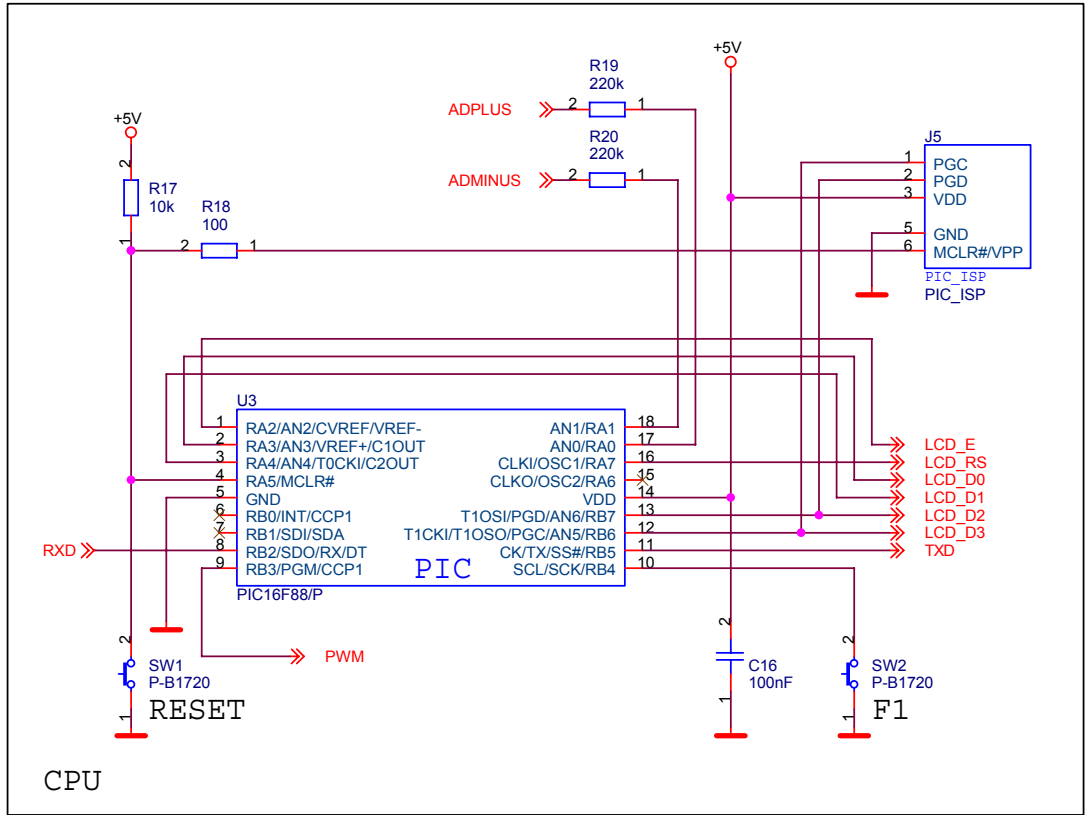 +5V
R19
220k
2
1
ADPLUS
R20
220k
2
1
ADMINUS
+5V
2
R17
10k
1
R18
100
2
1
J5
1 PGC
2 PGD
3 VDD
5 GND
6 MCLR#/VPP
PIC_ISP
PIC_ISP
U3
1 RA2/AN2/CVREF/VREF-
2 RA3/AN3/VREF+/C1OUT
3 RA4/AN4/T0CKI/C2OUT
4 RA5/MCLR#
5 GND
6 RB0/INT/CCP1
7 RB1/SDI/SDA
8 RB2/SDO/RX/DT
9 RB3/PGM/CCP1
AN1/RA1 18
AN0/RA0 17
CLKI/OSC1/RA7 16
CLKO/OSC2/RA6 15
VDD 14
T1OSI/PGD/AN6/RB7 13
T1CKI/T1OSO/PGC/AN5/RB6 12
CK/TX/SS#/RB5 11
SCL/SCK/RB4 10
PIC
PIC16F88/P
RXD
LCD_E
LCD_RS
LCD_D0
LCD_D1
LCD_D2
LCD_D3
TXD
PWM
2
SW1
P-B1720
1
RESET
2
C16
100nF
1
2
SW2
P-B1720
1
F1
CPU